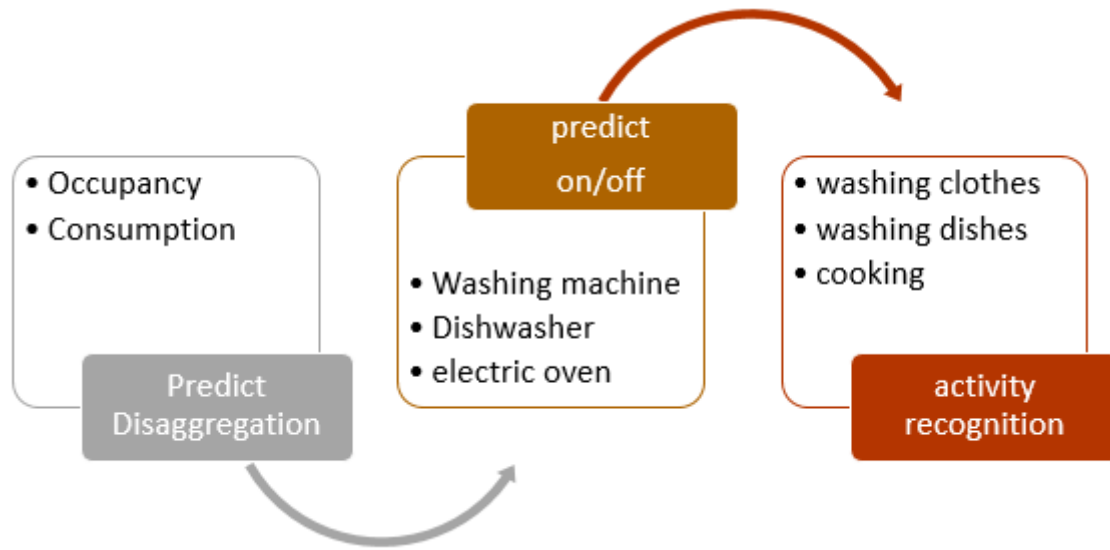 • Occupancy
• Consumption
Predict
Disaggregation
predict
on/off
• Washing machine
• Dishwasher
• electric oven
• washing clothes
• washing dishes
• cooking
activity
recognition